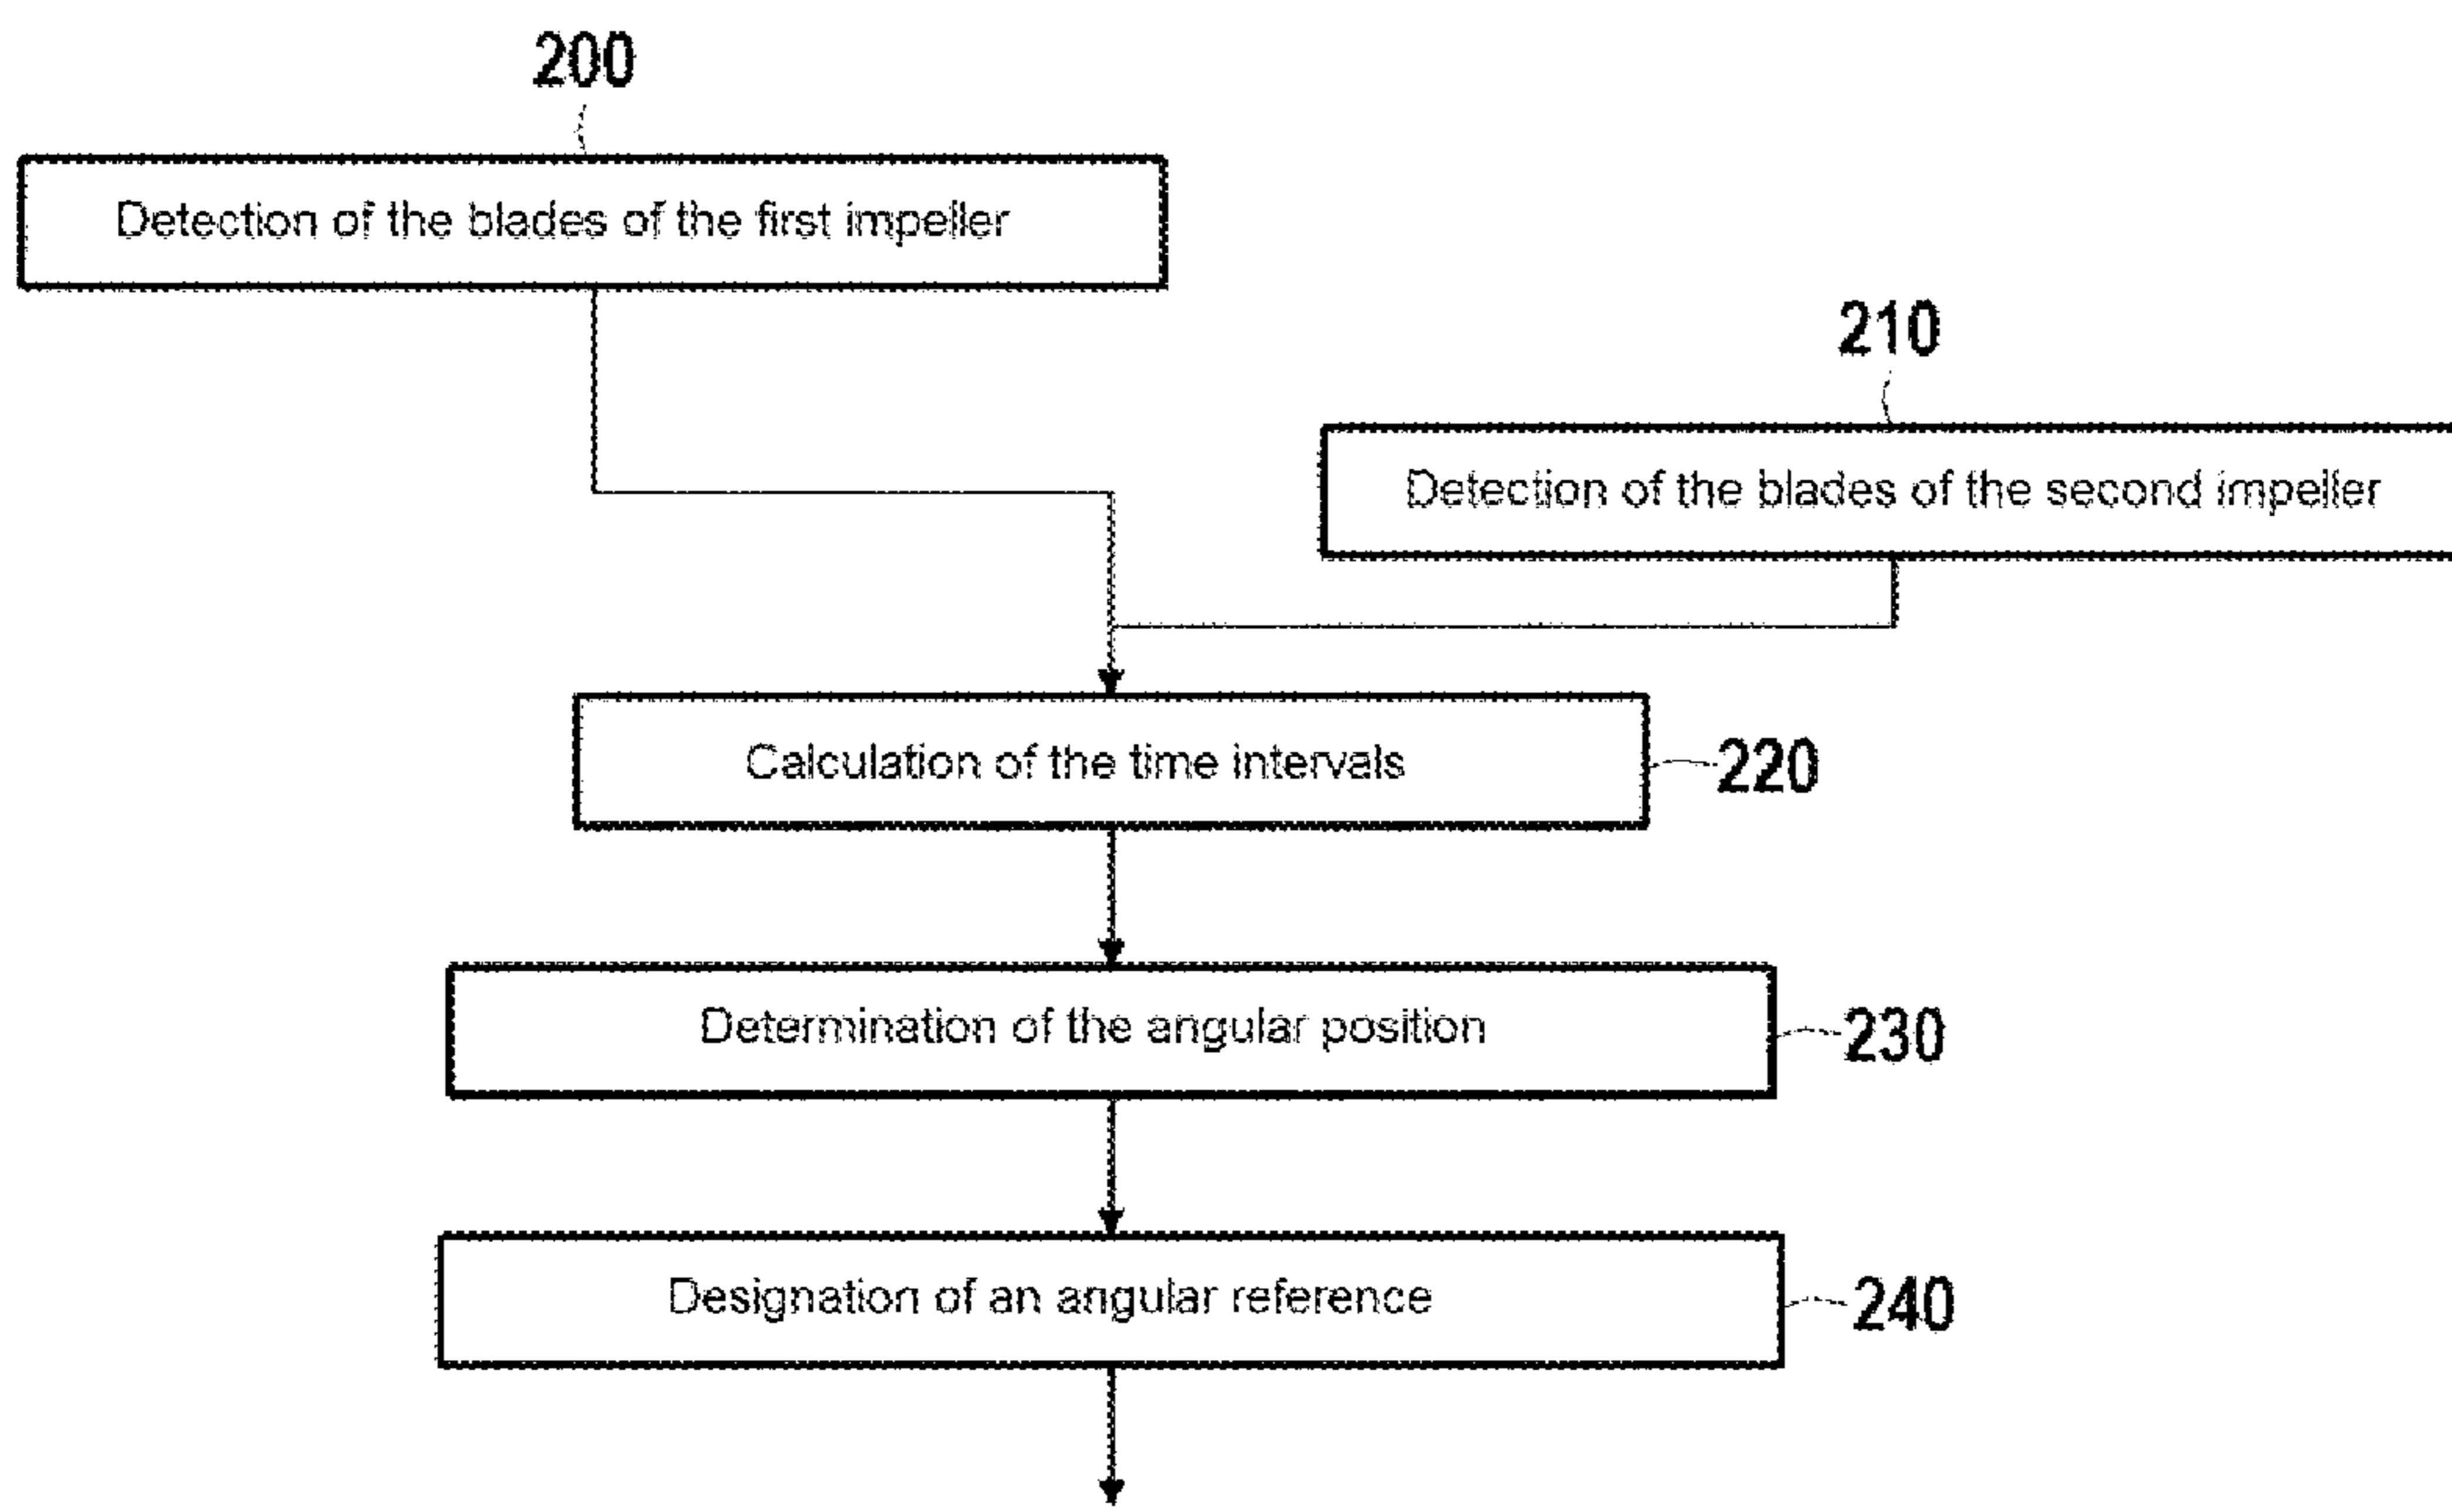 200
Detection of the blades of the first impeller
210
Detection of the blades of the second impeller
Calculation of the time intervals
220
Determination of the angular position
230
Designation of an angular reference
240